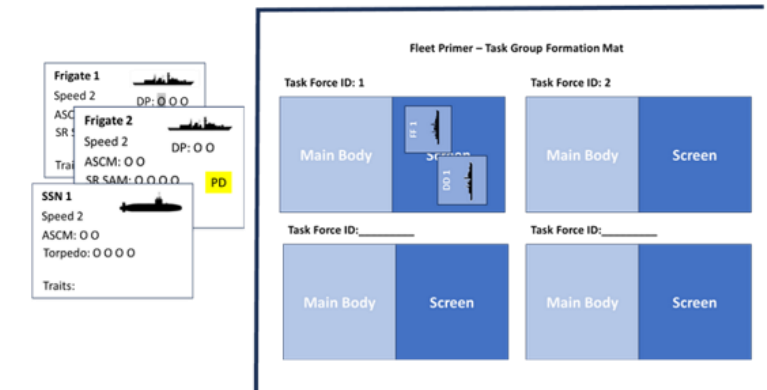 Frigate 1
Speed 2
DP: O O O
ASC
SR S
Trai
Frigate 2
Speed 2
DP: O O
ASCM: O O
SR SAM: O O O O
PD
SSN 1
Speed 2
ASCM: O O
Torpedo: O O O O
Traits:
Fleet Primer – Task Group Formation Mat
Task Force ID: 1
Main Body
Screen
FF 1
DD 1
Task Force ID: 2
Main Body
Screen
Task Force ID:________
Main Body
Screen
Task Force ID:________
Main Body
Screen